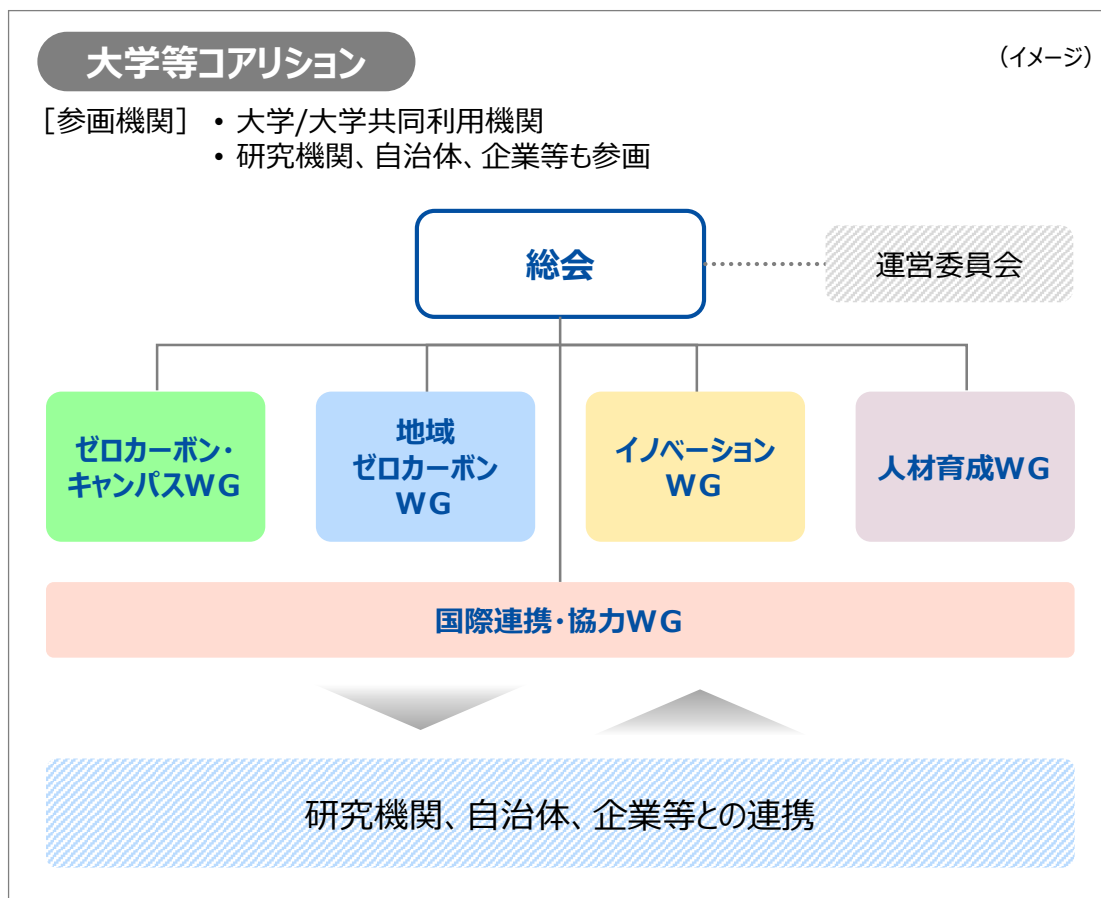 大学等コアリション
（イメージ）
［参画機関］ • 大学/大学共同利用機関
• 研究機関、自治体、企業等も参画
総会
運営委員会
ゼロカーボン・
キャンパスWG
地域
ゼロカーボン
WG
イノベーション
WG
人材育成WG
国際連携・協力WG
研究機関、自治体、企業等との連携